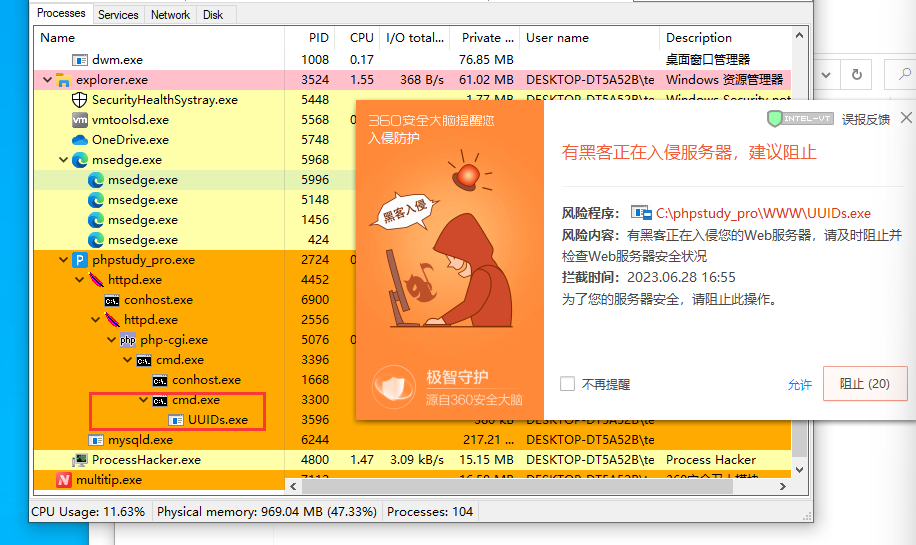 Processes Services Network Disk
Name PID CPU I/O total... Private ... User name Description
dwm.exe 1008 0.17 76.85 MB 桌面窗口管理器
explorer.exe 3524 1.55 368 B/s 61.02 MB DESKTOP-DT5A52B\te Windows 资源管理器
SecurityHealthSystray.exe 5448 1.77 MB DESKTOP-DT5A52B\te Windows Security not
vmtoolsd.exe 5568
OneDrive.exe 5748
msedge.exe 5968
msedge.exe 5996
msedge.exe 5148
msedge.exe 1456
msedge.exe 424
P phpstudy_pro.exe 2724
httpd.exe 4452
conhost.exe 6900
httpd.exe 2556
php php-cgi.exe 5076
cmd.exe 3396
conhost.exe 1668
cmd.exe 3300
UUIDs.exe 3596
mysqld.exe 6244 217.21 ... DESKTOP-DT5A52B\te
ProcessHacker.exe 4800 1.47 3.09 kB/s 15.15 MB DESKTOP-DT5A52B\te Process Hacker
N multitip.exe
CPU Usage: 11.63% Physical memory: 969.04 MB (47.33%) Processes: 104
360安全大脑提醒您
入侵防护
黑客入侵
极智守护
源自360安全大脑
INTEL-VT 误报反馈
有黑客正在入侵服务器，建议阻止
风险程序： C:\phpstudy_pro\WWW\UUIDs.exe
风险内容：有黑客正在入侵您的Web服务器，请及时阻止并
检查Web服务器安全状况
拦截时间：2023.06.28 16:55
为了您的服务器安全，请阻止此操作。
不再提醒 允许 阻止 (20)